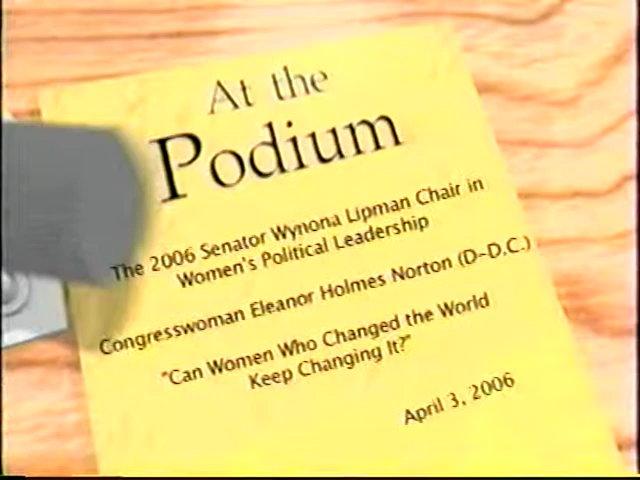 At the
Podium
The 2006 Senator Wynona Lipman Chair in
Women's Political Leadership
Congresswoman Eleanor Holmes Norton (D-D.C.)
"Can Women Who Changed the World
Keep Changing It?"
April 3, 2006